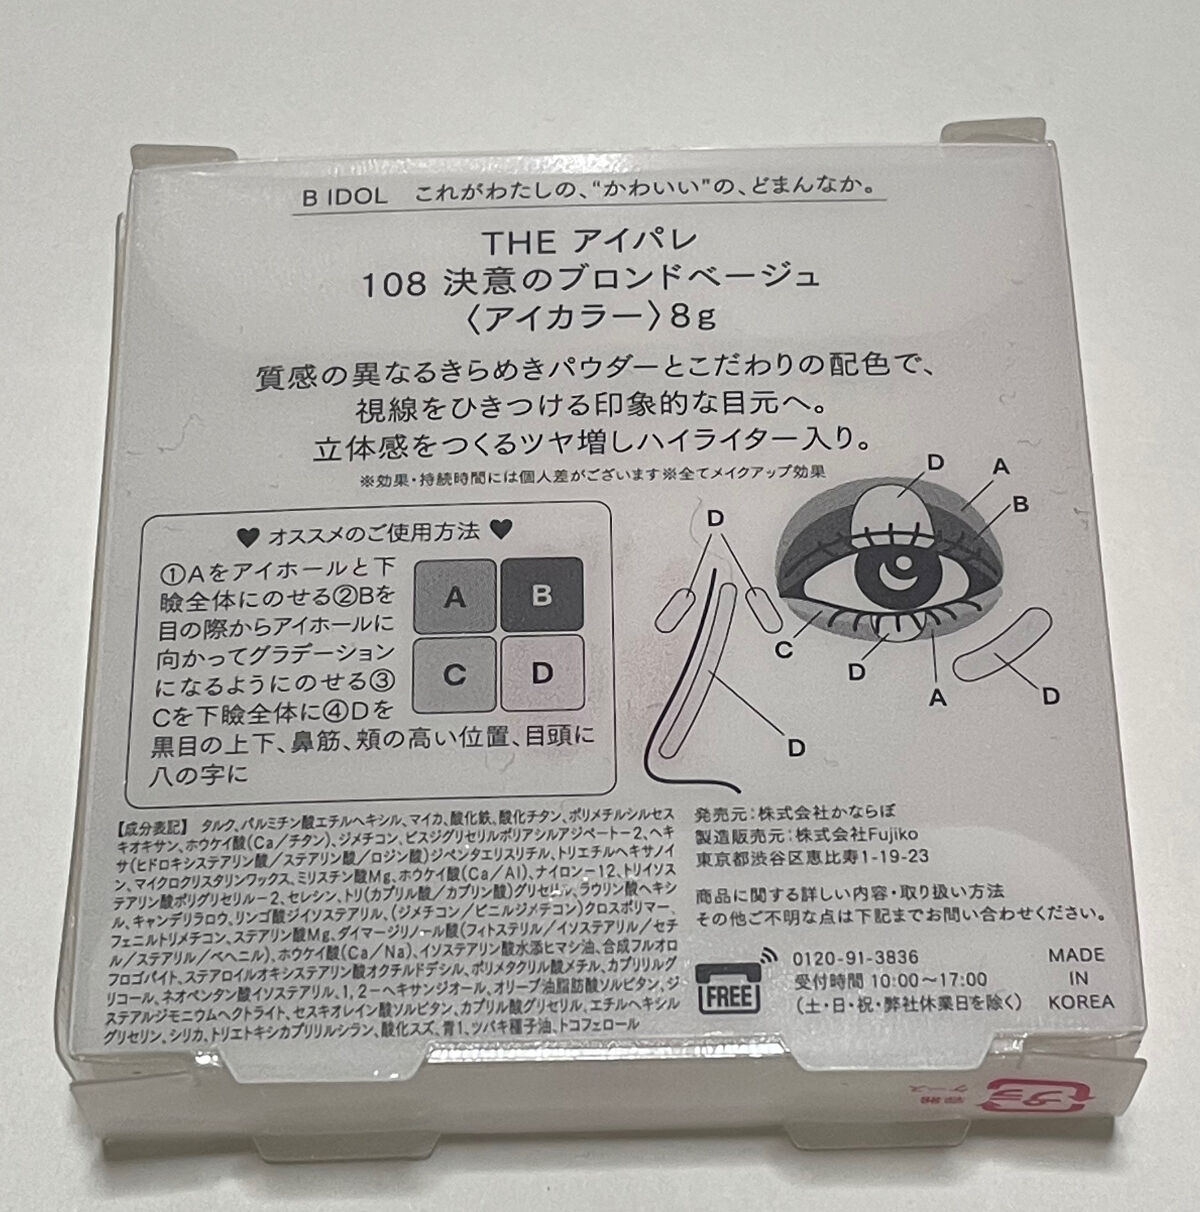 B IDOL これがわたしの、“かわいい”の、どまんなか。
THE アイパレ
108 決意のブロンドベージュ
〈アイカラー〉8g
質感の異なるきらめきパウダーとこだわりの配色で、
視線をひきつける印象的な目元へ。
立体感をつくるツヤ増しハイライター入り。
※効果・持続時間には個人差がございます※全てメイクアップ効果
♥ オススメのご使用方法 ♥
①Aをアイホールと下
瞼全体にのせる②Bを
目の際からアイホールに
向かってグラデーション
になるようにのせる③
Cを下瞼全体に④Dを
黒目の上下、鼻筋、頬の高い位置、目頭に
八の字に
A B
C D
D
D
A
B
C
D
A
D
D
【成分表記】 タルク、パルミチン酸エチルヘキシル、マイカ、酸化鉄、酸化チタン、ポリメチルシルセス
キオキサン、ホウケイ酸(Ca/チタン)、ジメチコン、ビスジグリセリルポリアシルアジペート-2、ヘキ
サ(ヒドロキシステアリン酸/ステアリン酸/ロジン酸)ジペンタエリスリチル、トリエチルヘキサノイ
ン、マイクロクリスタリンワックス、ミリスチン酸Mg、ホウケイ酸(Ca/Al)、ナイロン-12、トリイソス
テアリン酸ポリグリセリル-2、セレシン、トリ(カプリル酸/カプリン酸)グリセリル、ラウリン酸ヘキシ
ル、キャンデリラロウ、リンゴ酸ジイソステアリル、(ジメチコン/ビニルジメチコン)クロスポリマー、
フェニルトリメチコン、ステアリン酸Mg、ダイマージリノール酸(フィトステリル/イソステアリル/セチ
ル/ステアリル/ベヘニル)、ホウケイ酸(Ca/Na)、イソステアリン酸水添ヒマシ油、合成フルオロ
フロゴパイト、ステアロイルオキシステアリン酸オクチルドデシル、ポリメタクリル酸メチル、カプリリルグ
リコール、ネオペンタン酸イソステアリル、1,2-ヘキサンジオール、オリーブ油脂肪酸ソルビタン、ジ
ステアルジモニウムヘクトライト、セスキオレイン酸ソルビタン、カプリル酸グリセリル、エチルヘキシル
グリセリン、シリカ、トリエトキシカプリリルシラン、酸化スズ、青1、ツバキ種子油、トコフェロール
発売元:株式会社かならぼ
製造販売元:株式会社Fujiko
東京都渋谷区恵比寿1-19-23
商品に関する詳しい内容・取り扱い方法
その他ご不明な点は下記までお問い合わせください。
FREE
0120-91-3836
受付時間 10:00〜17:00
(土・日・祝・弊社休業日を除く)
MADE
IN
KOREA
プラ
容器
ケース